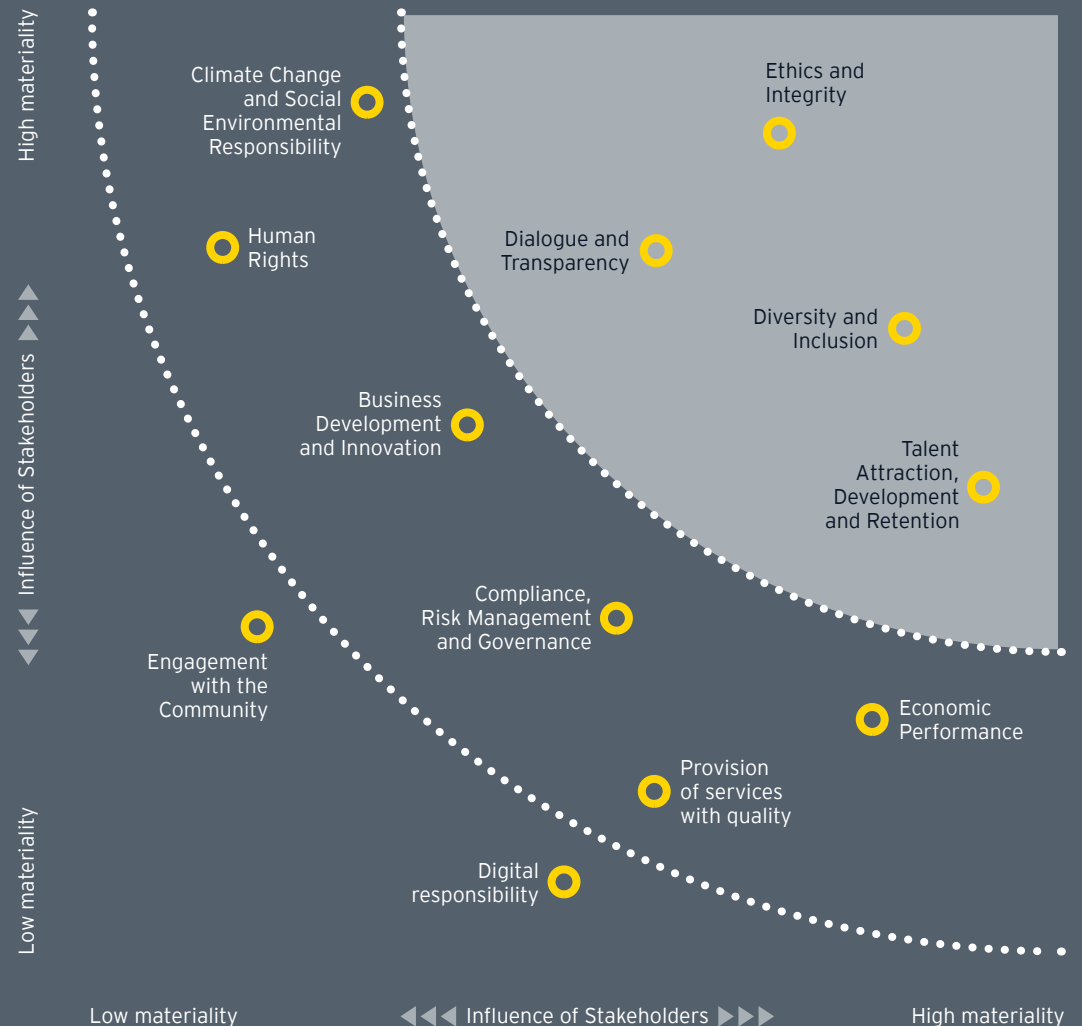 High materiality
Influence of Stakeholders
Low materiality
Climate Change
and Social
Environmental
Responsibility
Ethics and
Integrity
Human
Rights
Dialogue and
Transparency
Diversity and
Inclusion
Business
Development
and Innovation
Talent
Attraction,
Development
and Retention
Compliance,
Risk Management
and Governance
Engagement
with the
Community
Economic
Performance
Provision
of services
with quality
Digital
responsibility
Low materiality
Influence of Stakeholders
High materiality